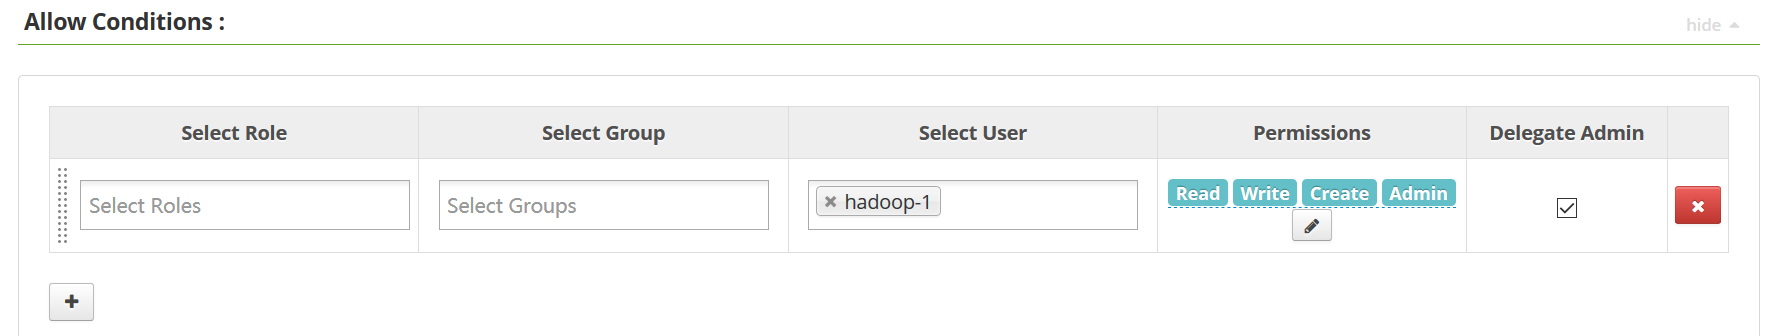 Allow Conditions :
hide
Select Role Select Group Select User Permissions Delegate Admin
Select Roles Select Groups hadoop-1 Read Write Create Admin